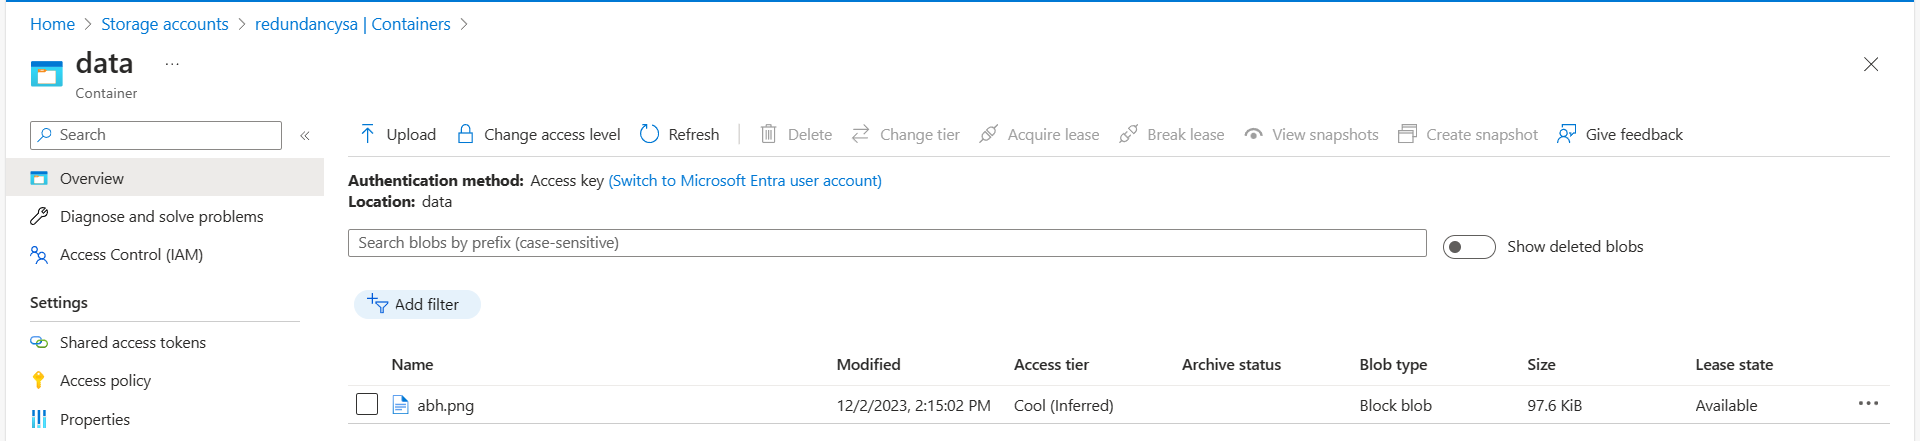 Home > Storage accounts > redundancysa | Containers >
data ...
Container
Search «
Upload Change access level Refresh Delete Change tier Acquire lease Break lease View snapshots Create snapshot Give feedback
Overview
Diagnose and solve problems
Access Control (IAM)
Settings
Shared access tokens
Access policy
Properties
Authentication method: Access key (Switch to Microsoft Entra user account)
Location: data
Search blobs by prefix (case-sensitive)
Show deleted blobs
Add filter
Name Modified Access tier Archive status Blob type Size Lease state
abh.png 12/2/2023, 2:15:02 PM Cool (Inferred) Block blob 97.6 KiB Available ...